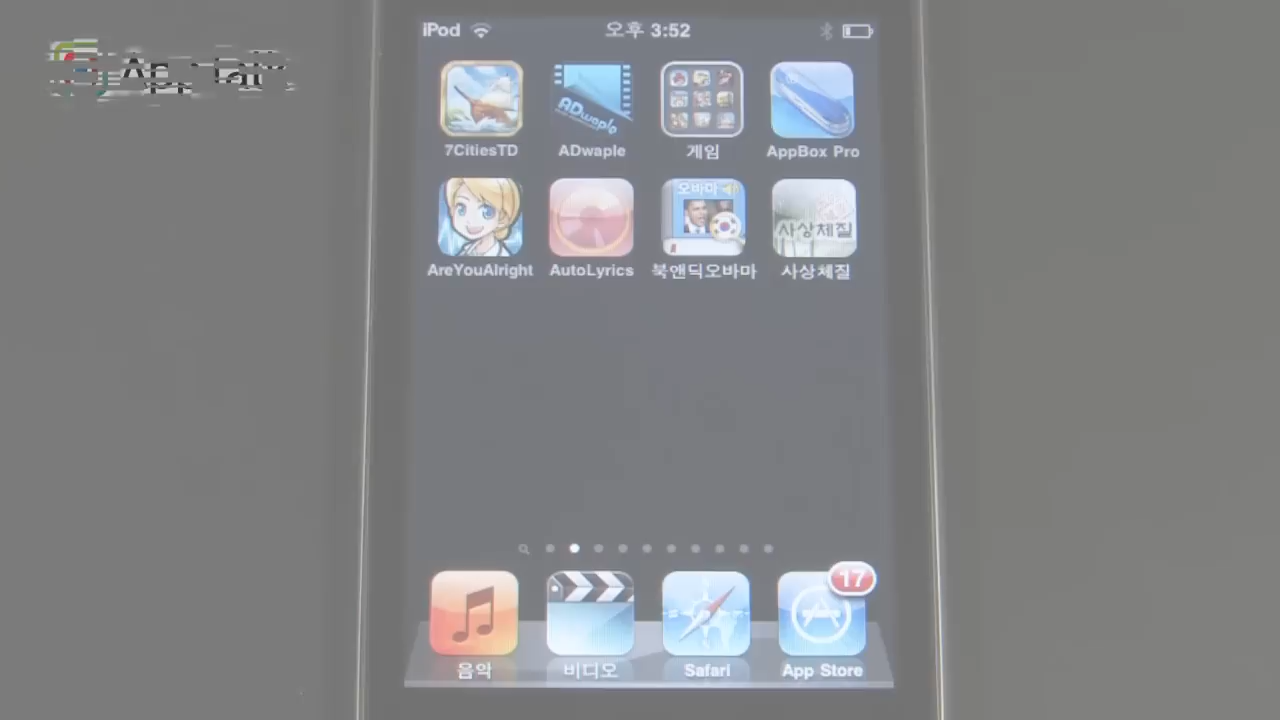 iPod 오후 3:52
7CitiesTD ADwaple 게임 AppBox Pro
ADwaple
오바마
사상체질
AreYouAlright AutoLyrics 북앤딕오바마 사상체질
17
음악 비디오 Safari App Store